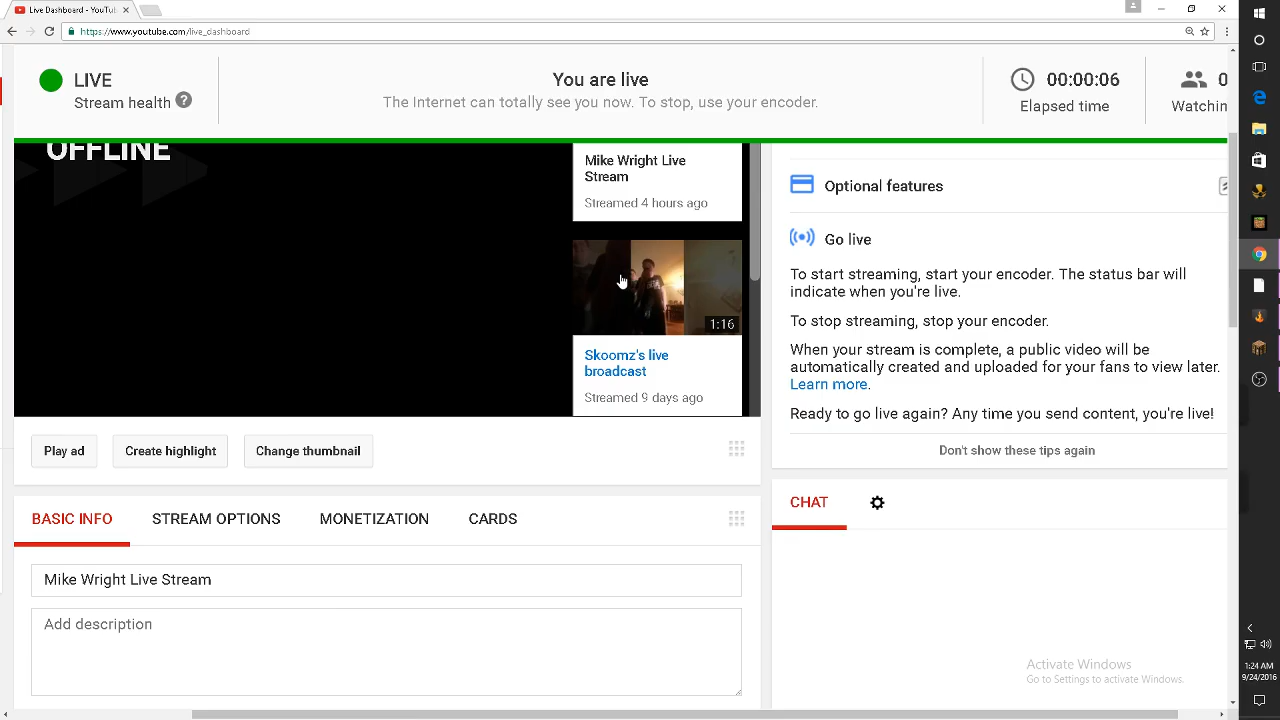 Live Dashboard - YouTu
https://www.youtube.com/live_dashboard
LIVE
Stream health ?
You are live
The Internet can totally see you now. To stop, use your encoder.
00:00:06
Elapsed time
0
Watchin
OFFLINE
Mike Wright Live
Stream
Streamed 4 hours ago
1:16
Skoomz's live
broadcast
Streamed 9 days ago
Optional features
Go live
To start streaming, start your encoder. The status bar will
indicate when you're live.
To stop streaming, stop your encoder.
When your stream is complete, a public video will be
automatically created and uploaded for your fans to view later.
Learn more.
Ready to go live again? Any time you send content, you're live!
Don't show these tips again
Play ad
Create highlight
Change thumbnail
BASIC INFO
STREAM OPTIONS
MONETIZATION
CARDS
Mike Wright Live Stream
Add description
CHAT
Activate Windows
Go to Settings to activate Windows.
1:24 AM
9/24/2016